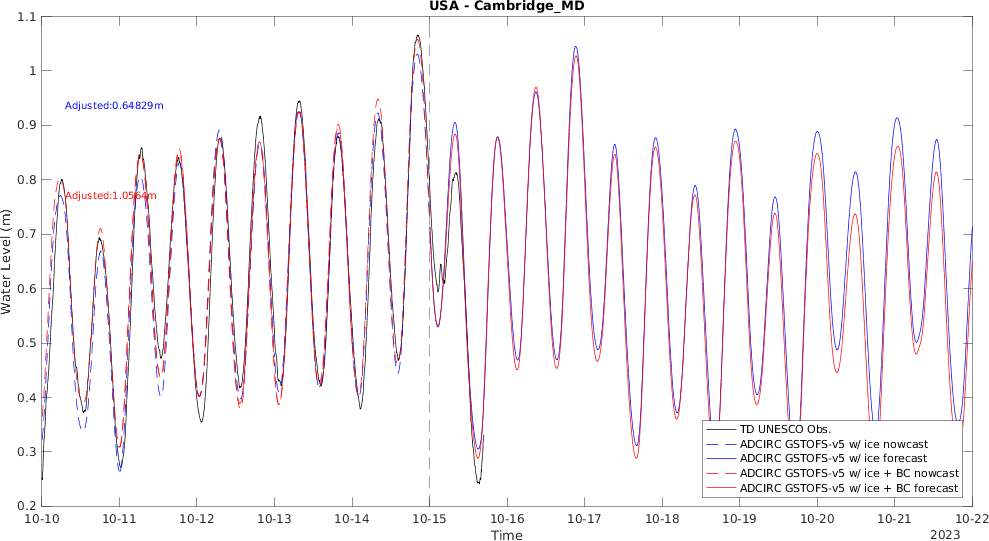 USA - Cambridge_MD
1.1
1
0.9
0.8
0.7
0.6
0.5
0.4
0.3
0.2
Water Level (m)
Adjusted:0.64829m
Adjusted:1.0564m
TD UNESCO Obs.
ADCIRC GSTOFS-v5 w/ ice nowcast
ADCIRC GSTOFS-v5 w/ ice forecast
ADCIRC GSTOFS-v5 w/ ice + BC nowcast
ADCIRC GSTOFS-v5 w/ ice + BC forecast
10-10 10-11 10-12 10-13 10-14 10-15 10-16 10-17 10-18 10-19 10-20 10-21 10-22
Time
2023